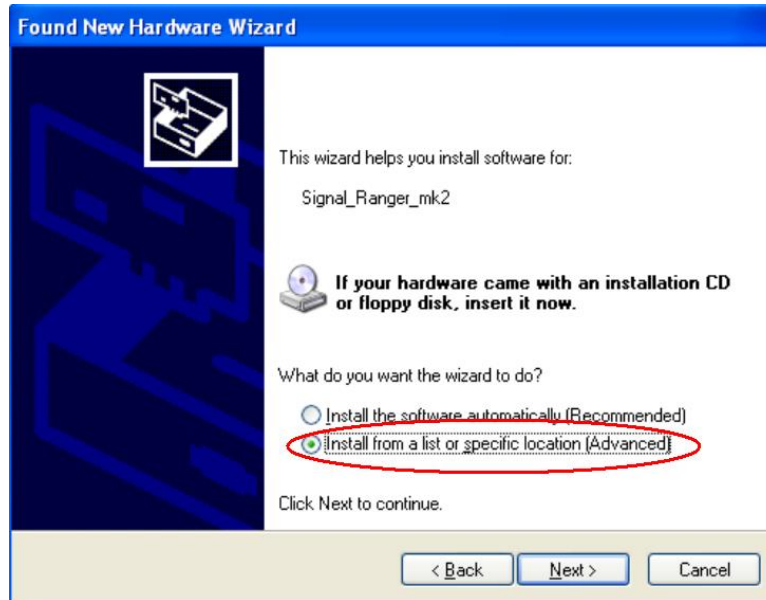 Found New Hardware Wizard
This wizard helps you install software for:
Signal_Ranger_mk2
If your hardware came with an installation CD
or floppy disk, insert it now.
What do you want the wizard to do?
Install the software automatically (Recommended)
Install from a list or specific location (Advanced)
Click Next to continue.
< Back Next > Cancel